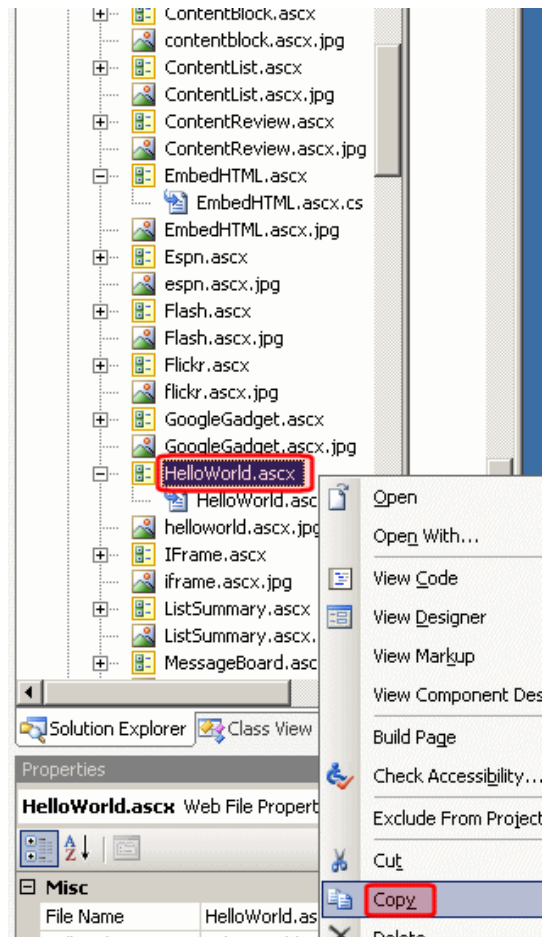 ContentBlock.ascx
contentblock.ascx.jpg
ContentList.ascx
ContentList.ascx.jpg
ContentReview.ascx
ContentReview.ascx.jpg
EmbedHTML.ascx
EmbedHTML.ascx.cs
EmbedHTML.ascx.jpg
Espn.ascx
espn.ascx.jpg
Flash.ascx
Flash.ascx.jpg
Flickr.ascx
flickr.ascx.jpg
GoogleGadget.ascx
GoogleGadget.ascx.jpg
HelloWorld.ascx
HelloWorld.asc
helloworld.ascx.jpg
IFrame.ascx
iframe.ascx.jpg
ListSummary.ascx
ListSummary.ascx.
MessageBoard.asc
Open
Open With...
View Code
View Designer
View Markup
View Component Des
Build Page
Check Accessibility...
Exclude From Project
Cut
Copy
Delete
Solution Explorer Class View
Properties
HelloWorld.ascx Web File Propert
Misc
File Name HelloWorld.as